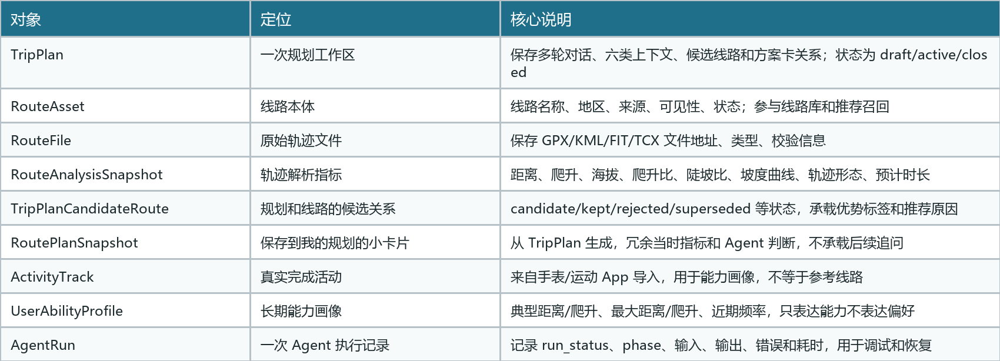 对象 定位 核心说明
TripPlan 一次规划工作区 保存多轮对话、六类上下文、候选线路和方案卡关系；状态为 draft/active/clos
ed
RouteAsset 线路本体 线路名称、地区、来源、可见性、状态；参与线路库和推荐召回
RouteFile 原始轨迹文件 保存 GPX/KML/FIT/TCX 文件地址、类型、校验信息
RouteAnalysisSnapshot 轨迹解析指标 距离、爬升、海拔、爬升比、陡坡比、坡度曲线、轨迹形态、预计时长
TripPlanCandidateRoute 规划和线路的候选关系 candidate/kept/rejected/superseded 等状态，承载优势标签和推荐原因
RoutePlanSnapshot 保存到我的规划的小卡片 从 TripPlan 生成，冗余当时指标和 Agent 判断，不承载后续追问
ActivityTrack 真实完成活动 来自手表/运动 App 导入，用于能力画像，不等于参考线路
UserAbilityProfile 长期能力画像 典型距离/爬升、最大距离/爬升、近期频率，只表达能力不表达偏好
AgentRun 一次 Agent 执行记录 记录 run_status、phase、输入、输出、错误和耗时，用于调试和恢复